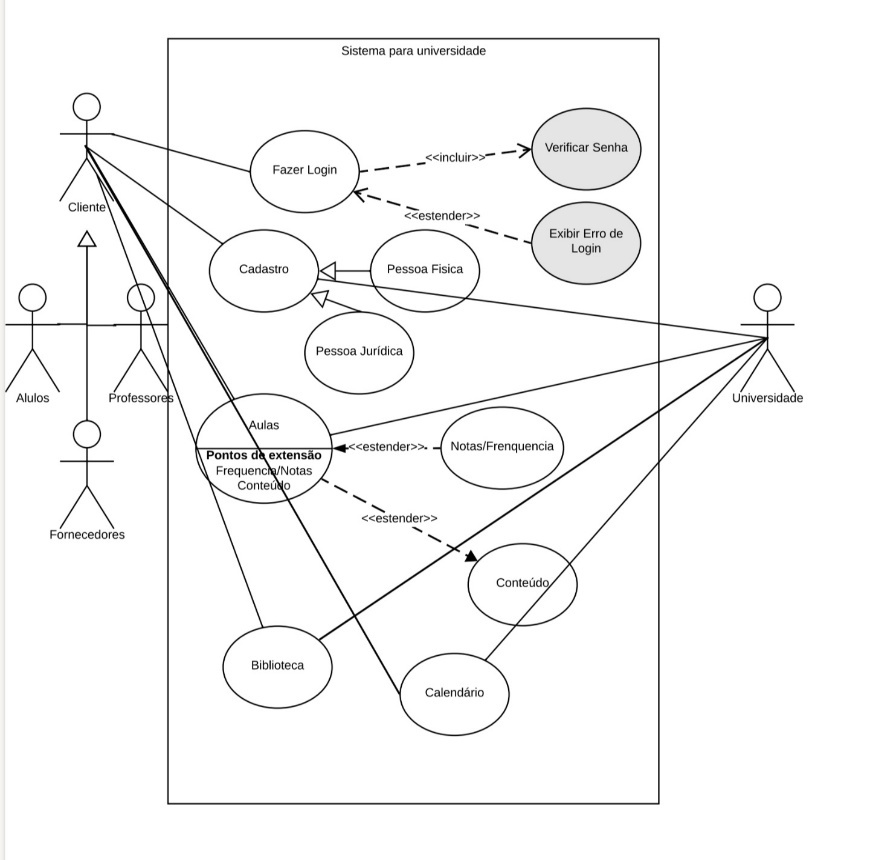 Sistema para universidade
Cliente
Fazer Login
<<incluir>>
Verificar Senha
<<estender>>
Exibir Erro de
Login
Cadastro
Pessoa Fisica
Pessoa Jurídica
Alulos
Professores
Universidade
Aulas
Pontos de extensão
Frequencia/Notas
Conteúdo
<<estender>>
Notas/Frenquencia
Fornecedores
<<estender>>
Conteúdo
Biblioteca
Calendário